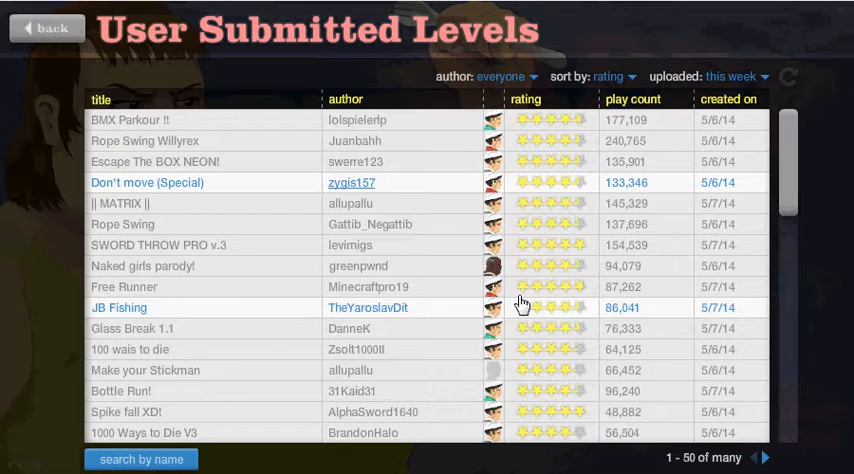 back
User Submitted Levels
author: everyone sort by: rating uploaded: this week
title author rating play count created on
BMX Parkour !! lolspielerlp 177,109 5/6/14
Rope Swing Willyrex Juanbahh 240,765 5/6/14
Escape The BOX NEON! swerre123 135,901 5/6/14
Don't move (Special) zygis157 133,346 5/6/14
|| MATRIX || allupallu 145,329 5/7/14
Rope Swing Gattib_Negattib 137,696 5/6/14
SWORD THROW PRO v.3 levimigs 154,539 5/7/14
Naked girls parody! greenpwnd 94,079 5/6/14
Free Runner Minecraftpro19 87,262 5/6/14
JB Fishing TheYaroslavDit 86,041 5/7/14
Glass Break 1.1 DanneK 76,333 5/7/14
100 wais to die Zsolt1000II 64,125 5/6/14
Make your Stickman allupallu 66,452 5/6/14
Bottle Run! 31Kaid31 96,240 5/7/14
Spike fall XD! AlphaSword1640 48,882 5/7/14
1000 Ways to Die V3 BrandonHalo 56,504 5/7/14
search by name 1 - 50 of many